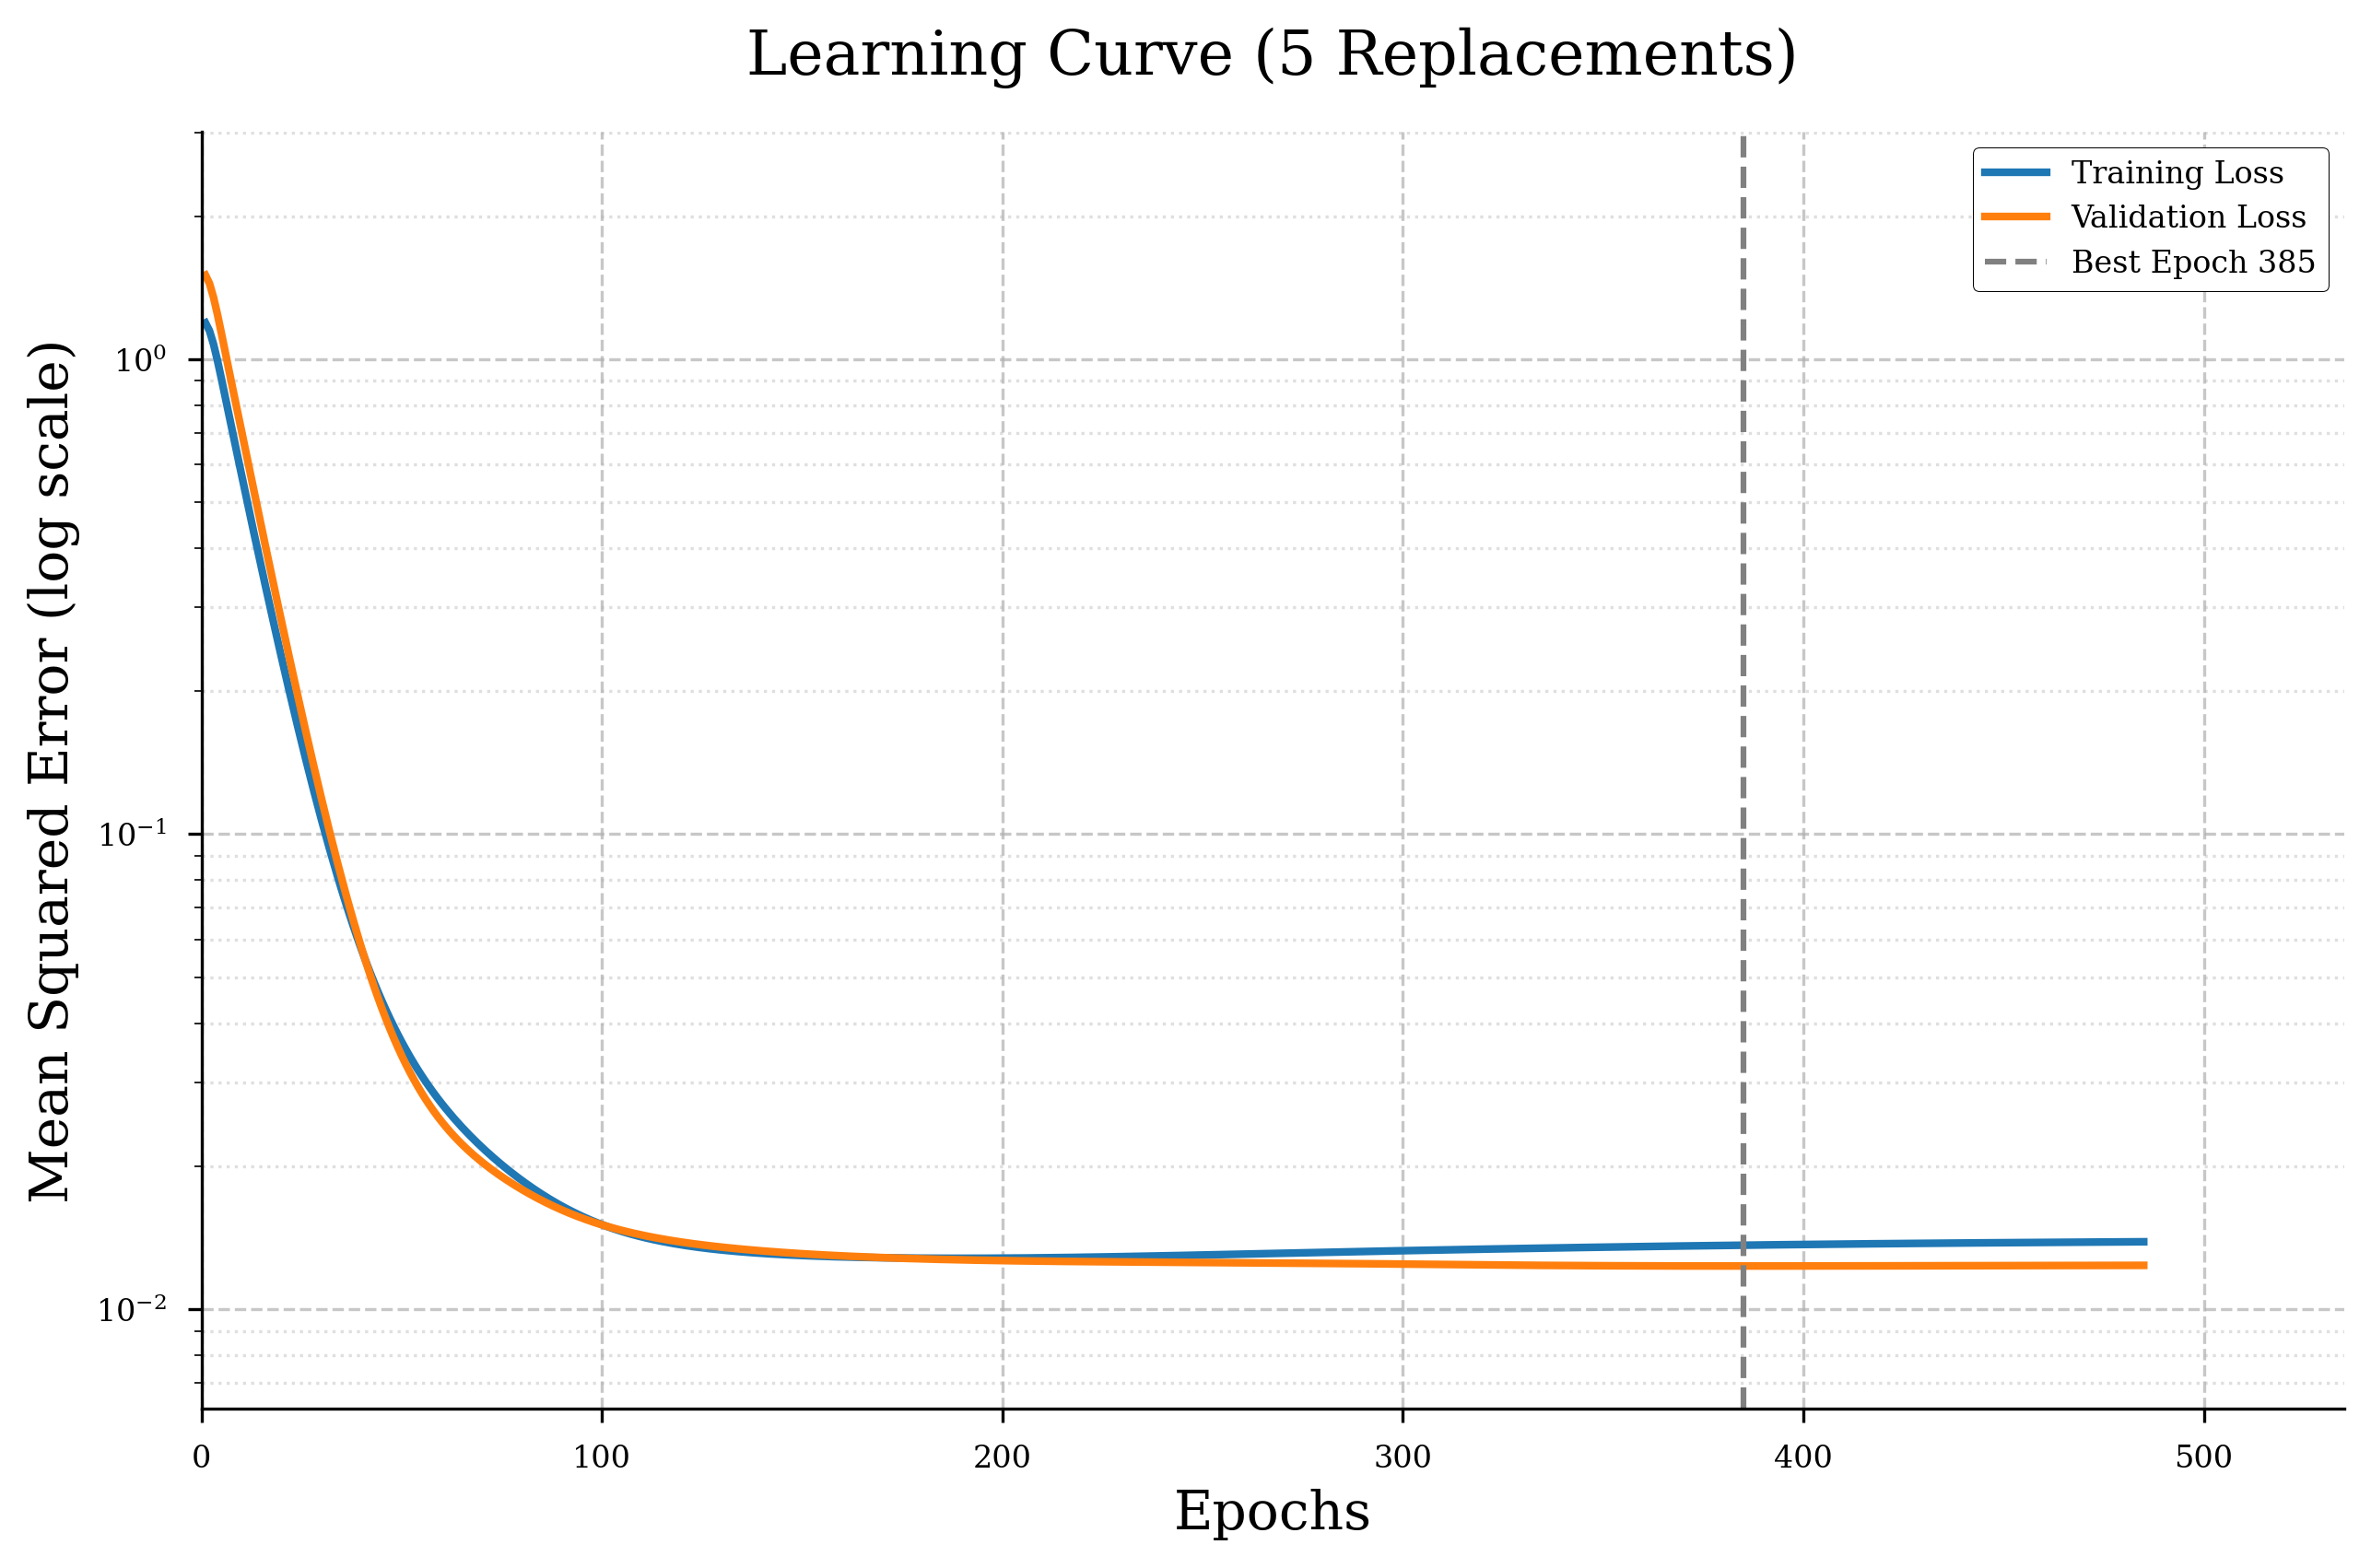 Learning Curve (5 Replacements)
Training Loss
Validation Loss
Best Epoch 385
Mean Squared Error (log scale)
10⁰
10⁻¹
10⁻²
0 100 200 300 400 500
Epochs